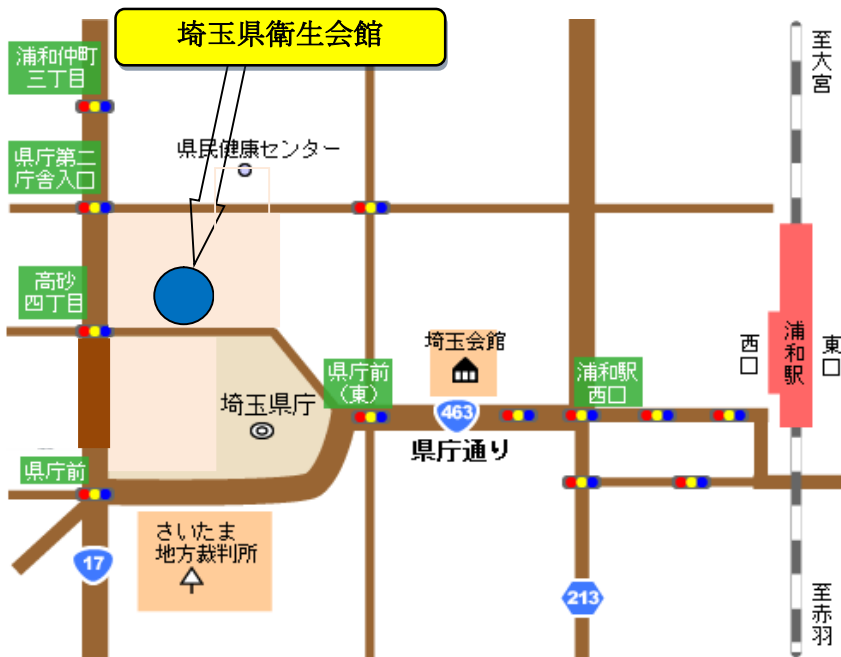 埼玉県衛生会館
浦和仲町
三丁目
至大宮
県民健康センター
県庁第二
庁舎入口
高砂
四丁目
埼玉会館
西口
浦和駅
東口
県庁前
(東)
浦和駅
西口
埼玉県庁
463
県庁通り
県庁前
さいたま
地方裁判所
17
213
至赤羽